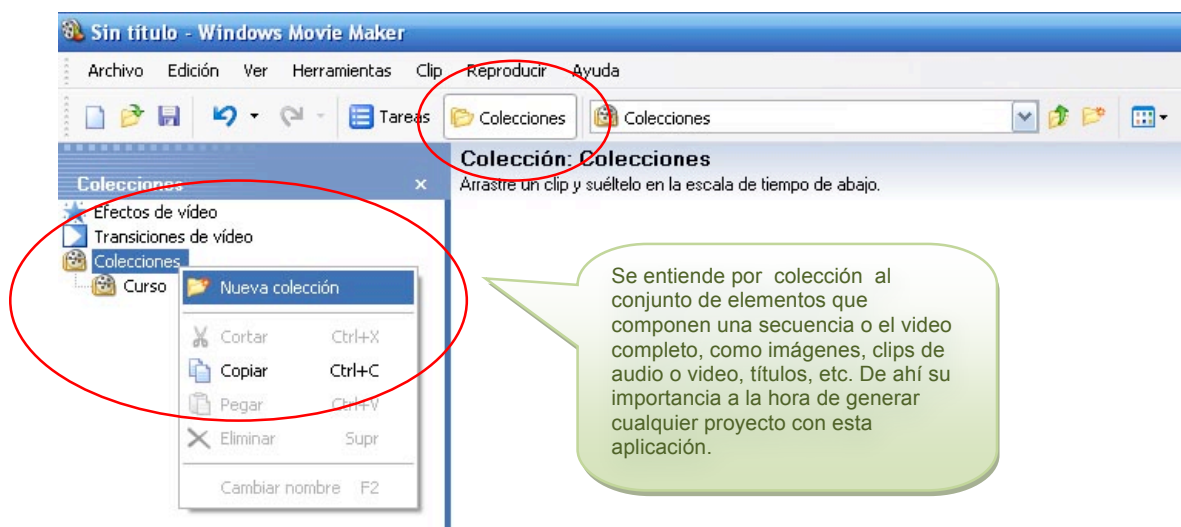 Sin título - Windows Movie Maker
Archivo Edición Ver Herramientas Clip Reproducir Ayuda
Tareas Colecciones Colecciones
Colecciones ×
Colección: Colecciones
Arrastre un clip y suéltelo en la escala de tiempo de abajo.
Efectos de vídeo
Transiciones de vídeo
Colecciones
Curso
Nueva colección
Cortar Ctrl+X
Copiar Ctrl+C
Pegar Ctrl+V
Eliminar Supr
Cambiar nombre F2
Se entiende por colección al
conjunto de elementos que
componen una secuencia o el video
completo, como imágenes, clips de
audio o video, títulos, etc. De ahí su
importancia a la hora de generar
cualquier proyecto con esta
aplicación.